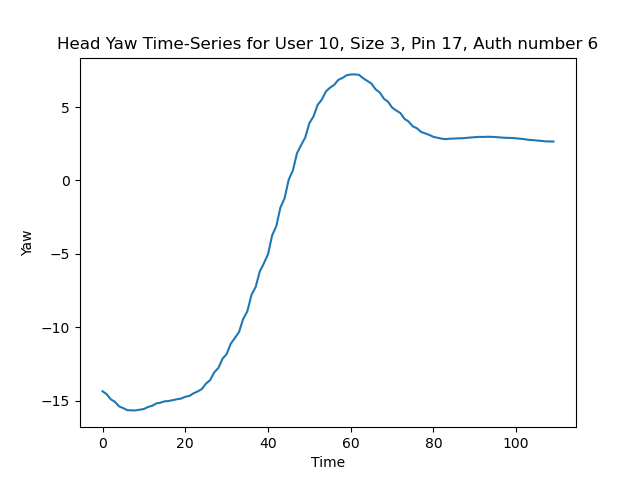 Head Yaw Time-Series for User 10, Size 3, Pin 17, Auth number 6
5
0
−5
−10
−15
Yaw
0 20 40 60 80 100
Time